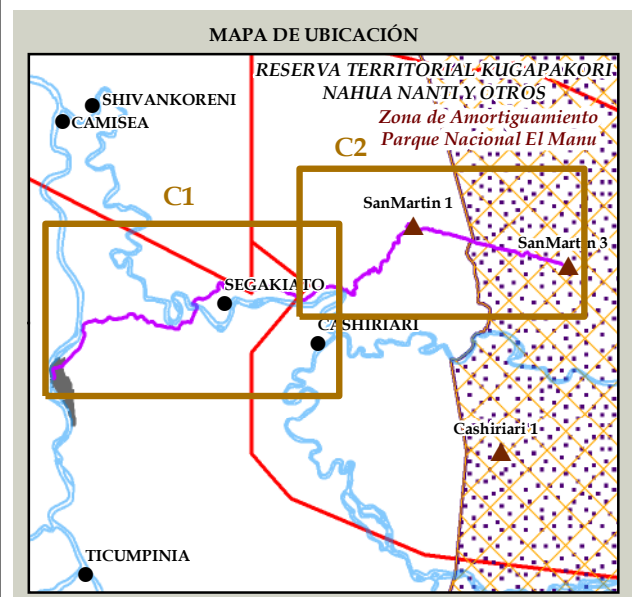 MAPA DE UBICACIÓN
RESERVA TERRITORIAL KUGAPAKORI
NAHUA NANTI Y OTROS
Zona de Amortiguamiento
Parque Nacional El Manu
SHIVANKORENI
CAMISEA
C2
C1
SanMartin 1
SanMartin 3
SEGAKIATO
CASHIRIARI
Cashiriari 1
TICUMPINIA